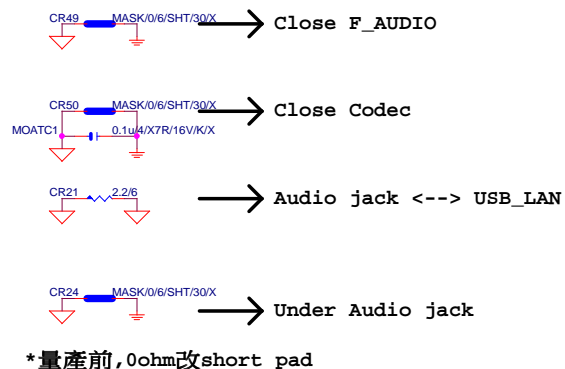 CR49 MASK/0/6/SHT/30/X Close F_AUDIO
CR50 MASK/0/6/SHT/30/X Close Codec
MOATC1 0.1u/4/X7R/16V/K/X
CR21 2.2/6 Audio jack <--> USB_LAN
CR24 MASK/0/6/SHT/30/X Under Audio jack
*量產前,0ohm改short pad